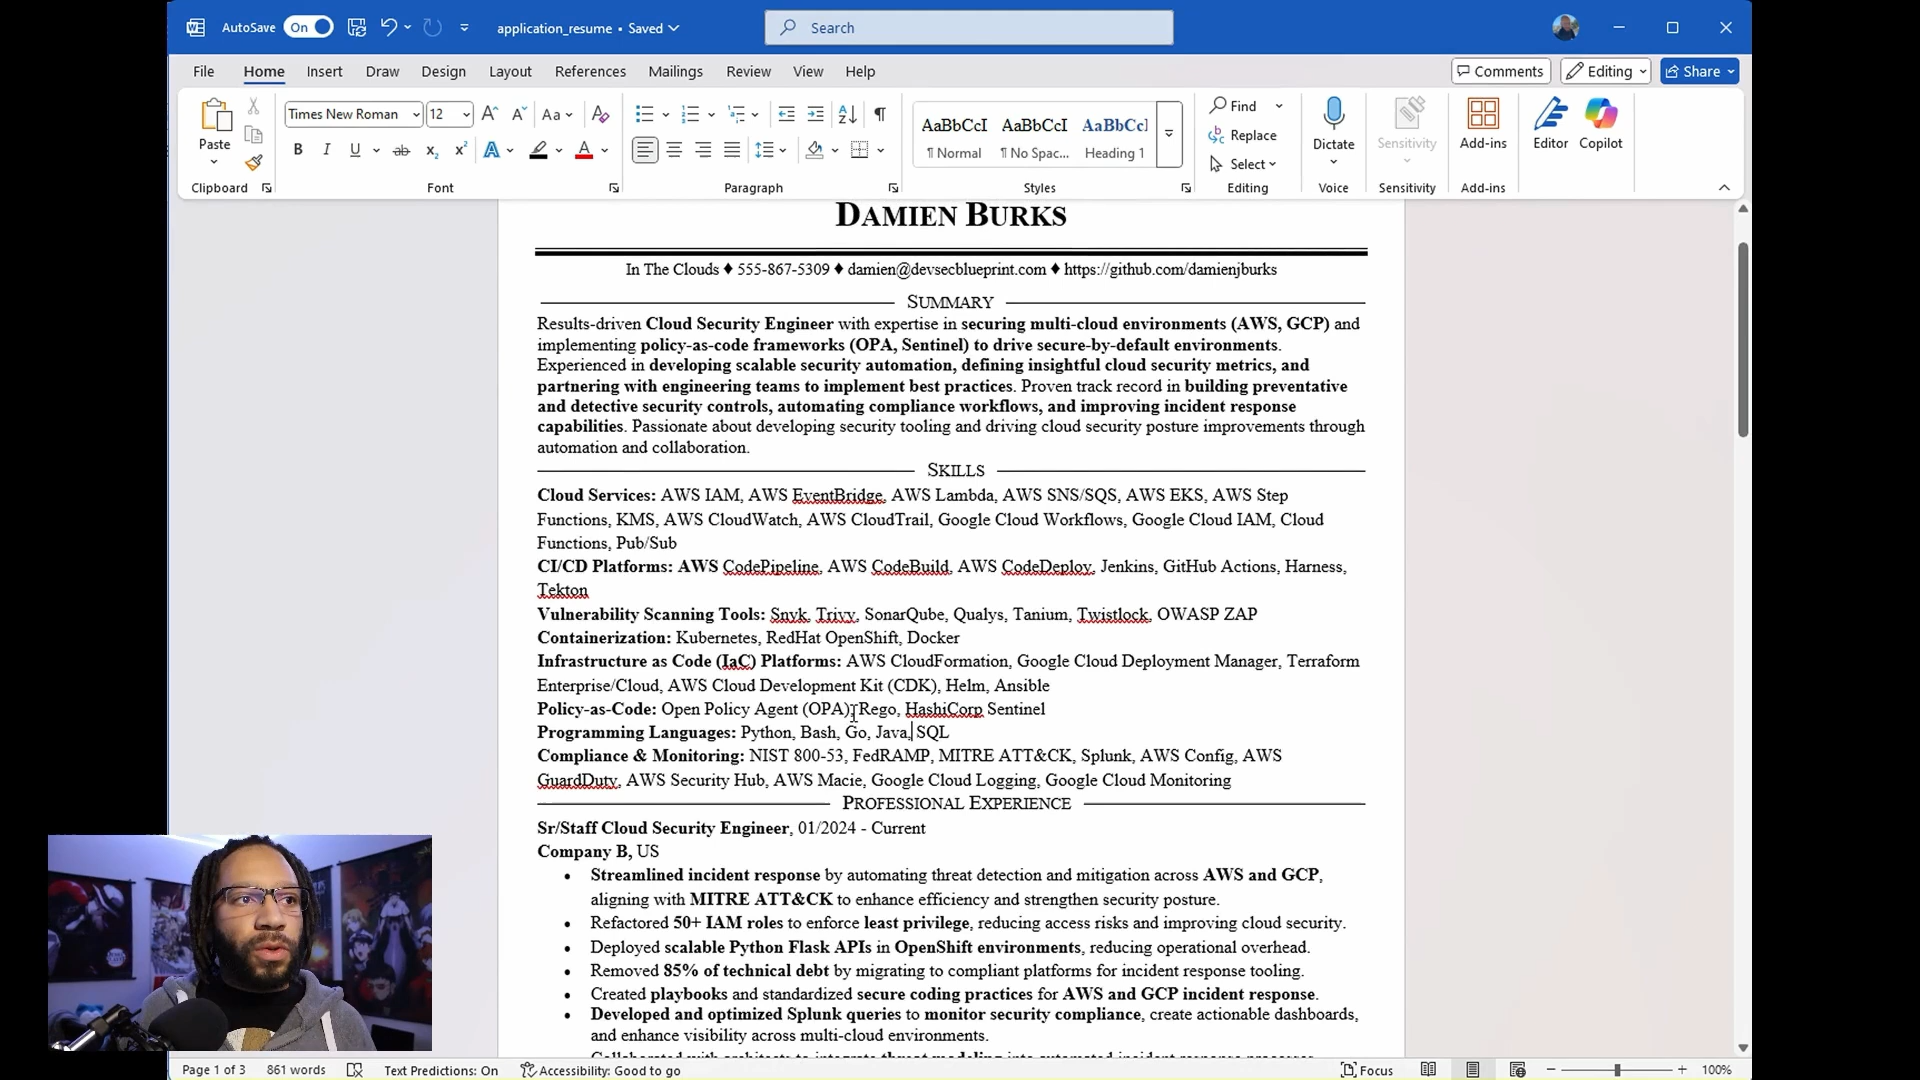 AutoSave On application_resume • Saved Search
File Home Insert Draw Design Layout References Mailings Review View Help Comments Editing Share
Paste
Times New Roman 12 Aa
AaBbCcI AaBbCcI AaBbCcI
¶ Normal ¶ No Spac... Heading 1
Find
Replace
Select
Dictate Sensitivity Add-ins Editor Copilot
Clipboard Font Paragraph Styles Editing Voice Sensitivity Add-ins
DAMIEN BURKS
In The Clouds ♦ 555-867-5309 ♦ damien@devsecblueprint.com ♦ https://github.com/damienjburks
SUMMARY
Results-driven Cloud Security Engineer with expertise in securing multi-cloud environments (AWS, GCP) and
implementing policy-as-code frameworks (OPA, Sentinel) to drive secure-by-default environments.
Experienced in developing scalable security automation, defining insightful cloud security metrics, and
partnering with engineering teams to implement best practices. Proven track record in building preventative
and detective security controls, automating compliance workflows, and improving incident response
capabilities. Passionate about developing security tooling and driving cloud security posture improvements through
automation and collaboration.
SKILLS
Cloud Services: AWS IAM, AWS EventBridge, AWS Lambda, AWS SNS/SQS, AWS EKS, AWS Step
Functions, KMS, AWS CloudWatch, AWS CloudTrail, Google Cloud Workflows, Google Cloud IAM, Cloud
Functions, Pub/Sub
CI/CD Platforms: AWS CodePipeline, AWS CodeBuild, AWS CodeDeploy, Jenkins, GitHub Actions, Harness,
Tekton
Vulnerability Scanning Tools: Snyk, Trivy, SonarQube, Qualys, Tanium, Twistlock, OWASP ZAP
Containerization: Kubernetes, RedHat OpenShift, Docker
Infrastructure as Code (IaC) Platforms: AWS CloudFormation, Google Cloud Deployment Manager, Terraform
Enterprise/Cloud, AWS Cloud Development Kit (CDK), Helm, Ansible
Policy-as-Code: Open Policy Agent (OPA), Rego, HashiCorp Sentinel
Programming Languages: Python, Bash, Go, Java, SQL
Compliance & Monitoring: NIST 800-53, FedRAMP, MITRE ATT&CK, Splunk, AWS Config, AWS
GuardDuty, AWS Security Hub, AWS Macie, Google Cloud Logging, Google Cloud Monitoring
PROFESSIONAL EXPERIENCE
Sr/Staff Cloud Security Engineer, 01/2024 - Current
Company B, US
• Streamlined incident response by automating threat detection and mitigation across AWS and GCP,
aligning with MITRE ATT&CK to enhance efficiency and strengthen security posture.
• Refactored 50+ IAM roles to enforce least privilege, reducing access risks and improving cloud security.
• Deployed scalable Python Flask APIs in OpenShift environments, reducing operational overhead.
• Removed 85% of technical debt by migrating to compliant platforms for incident response tooling.
• Created playbooks and standardized secure coding practices for AWS and GCP incident response.
• Developed and optimized Splunk queries to monitor security compliance, create actionable dashboards,
and enhance visibility across multi-cloud environments.
Collaborated with architects to integrate threat modeling into automated incident response processes
Page 1 of 3 861 words Text Predictions: On Accessibility: Good to go Focus 100%